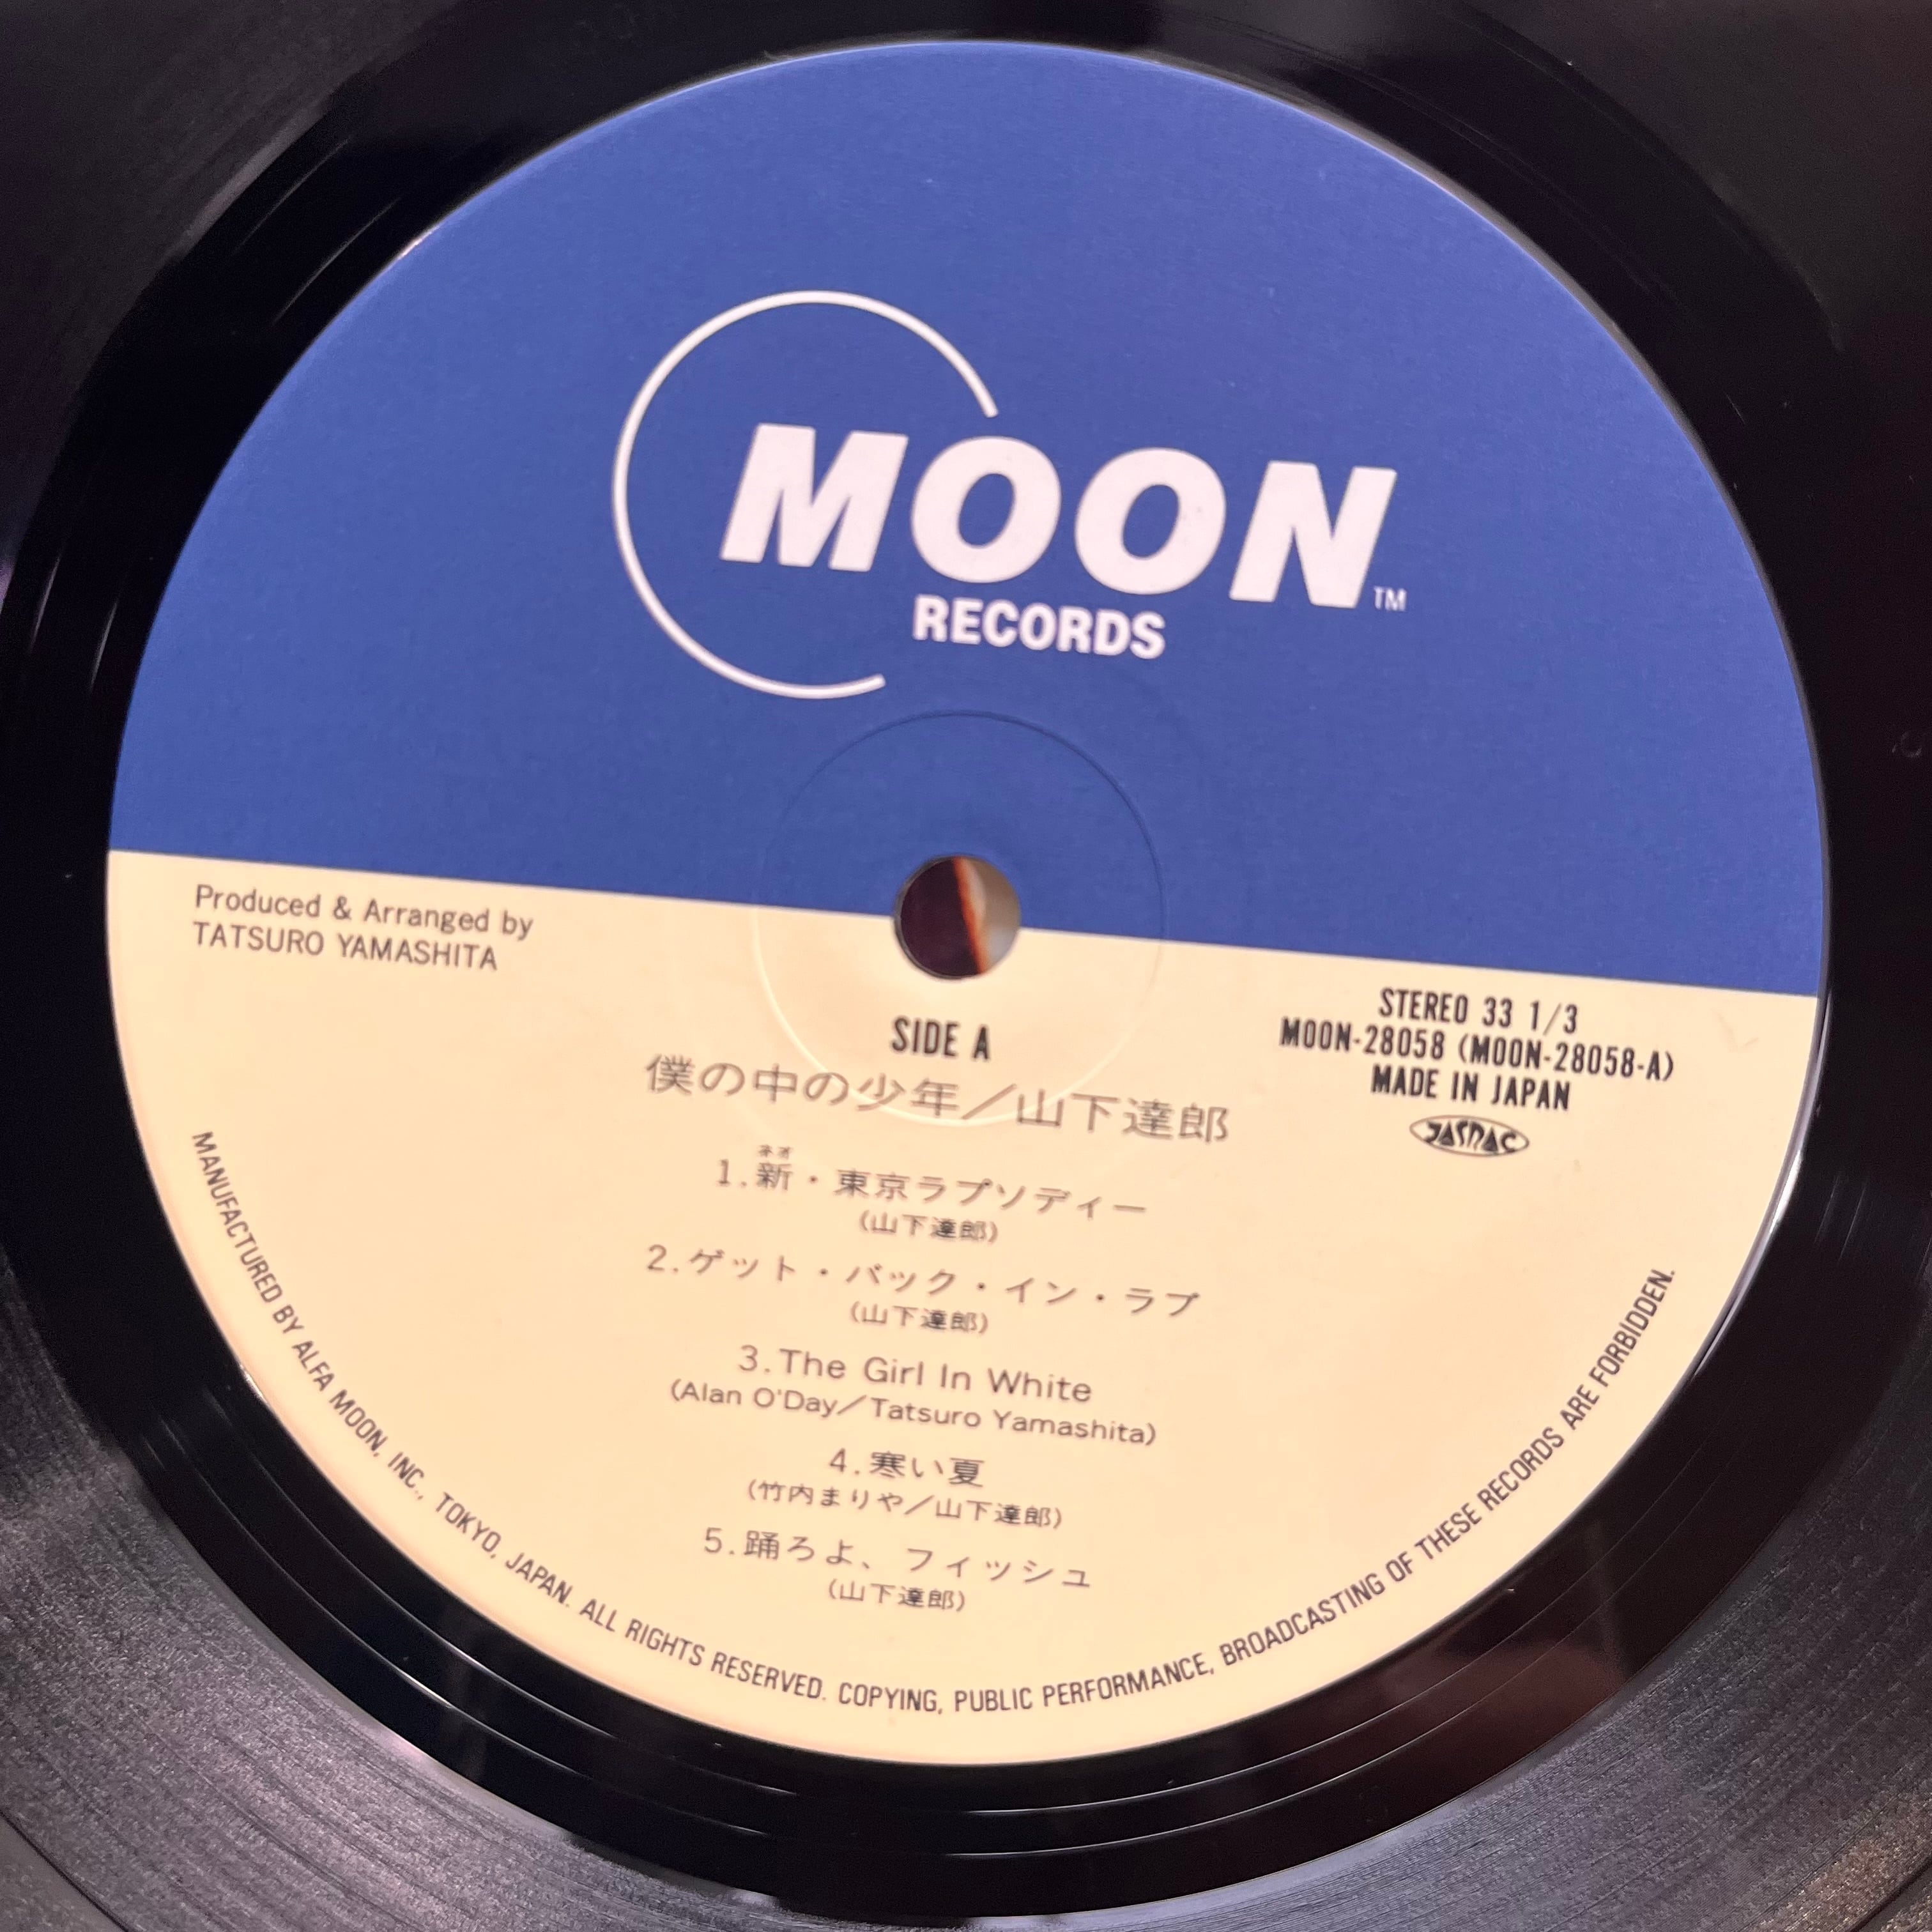 MOON
TM
RECORDS
Produced & Arranged by
TATSURO YAMASHITA
STEREO 33 1/3
MOON-28058 (MOON-28058-A)
MADE IN JAPAN
JASRAC
SIDE A
僕の中の少年／山下達郎
ネオ
1.新・東京ラプソディー
(山下達郎)
2.ゲット・バック・イン・ラブ
(山下達郎)
3.The Girl In White
(Alan O'Day／Tatsuro Yamashita)
4.寒い夏
(竹内まりや／山下達郎)
5.踊ろよ、フィッシュ
(山下達郎)
MANUFACTURED BY ALFA MOON, INC., TOKYO, JAPAN. ALL RIGHTS RESERVED. COPYING, PUBLIC PERFORMANCE, BROADCASTING OF THESE RECORDS ARE FORBIDDEN.